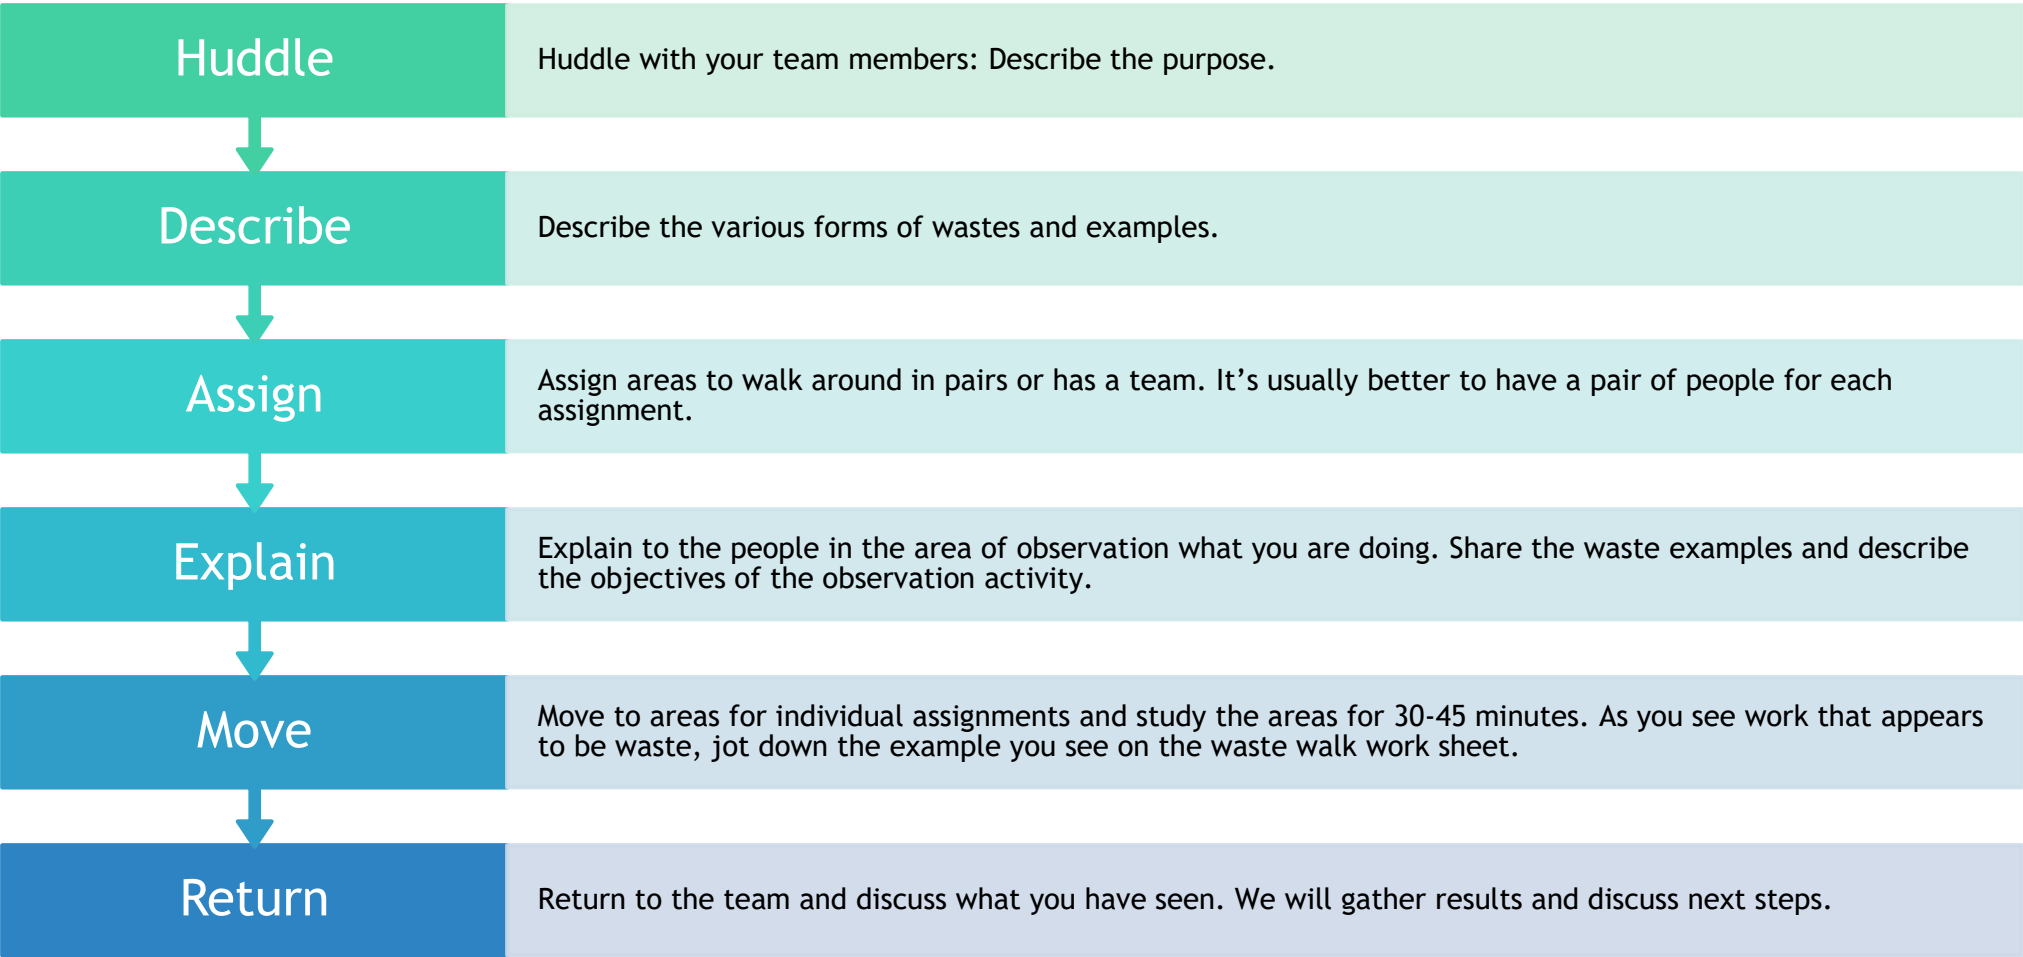 Huddle
Huddle with your team members: Describe the purpose.
Describe
Describe the various forms of wastes and examples.
Assign
Assign areas to walk around in pairs or has a team. It’s usually better to have a pair of people for each
assignment.
Explain
Explain to the people in the area of observation what you are doing. Share the waste examples and describe
the objectives of the observation activity.
Move
Move to areas for individual assignments and study the areas for 30-45 minutes. As you see work that appears
to be waste, jot down the example you see on the waste walk work sheet.
Return
Return to the team and discuss what you have seen. We will gather results and discuss next steps.